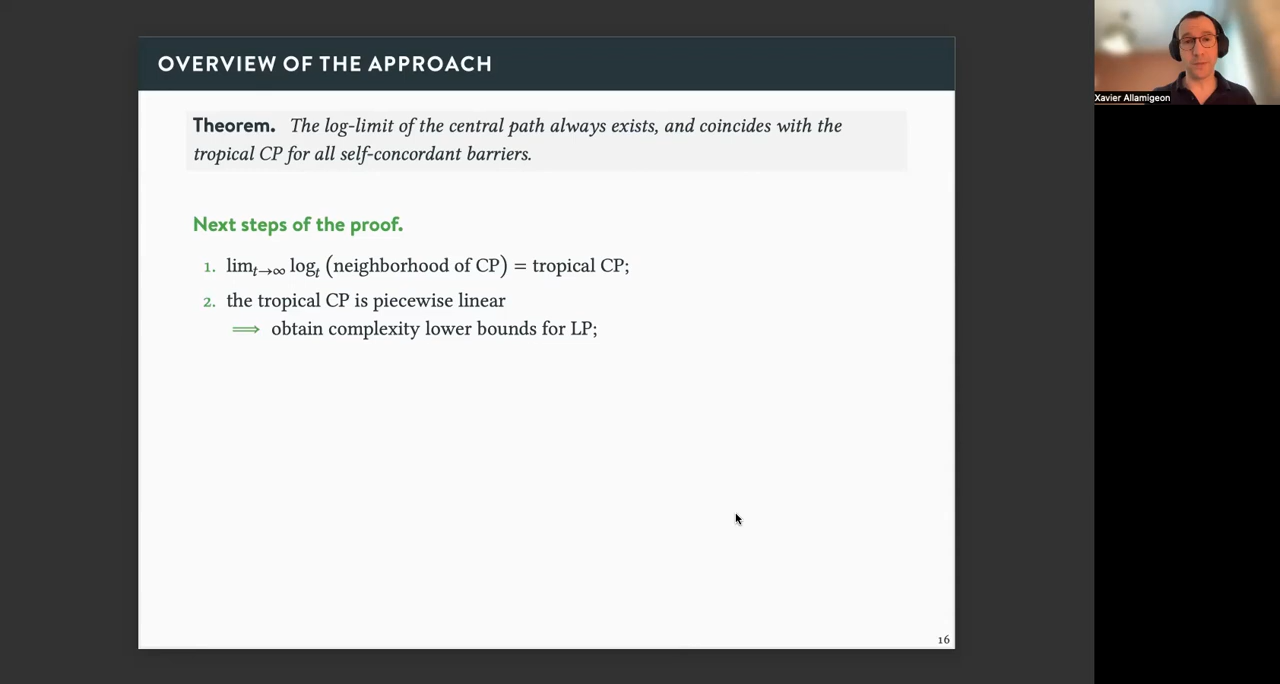 OVERVIEW OF THE APPROACH
Theorem. The log-limit of the central path always exists, and coincides with the
tropical CP for all self-concordant barriers.
Next steps of the proof.
1. lim_{t→∞} log_t (neighborhood of CP) = tropical CP;
2. the tropical CP is piecewise linear
⟹ obtain complexity lower bounds for LP;
16
Xavier Allamigeon